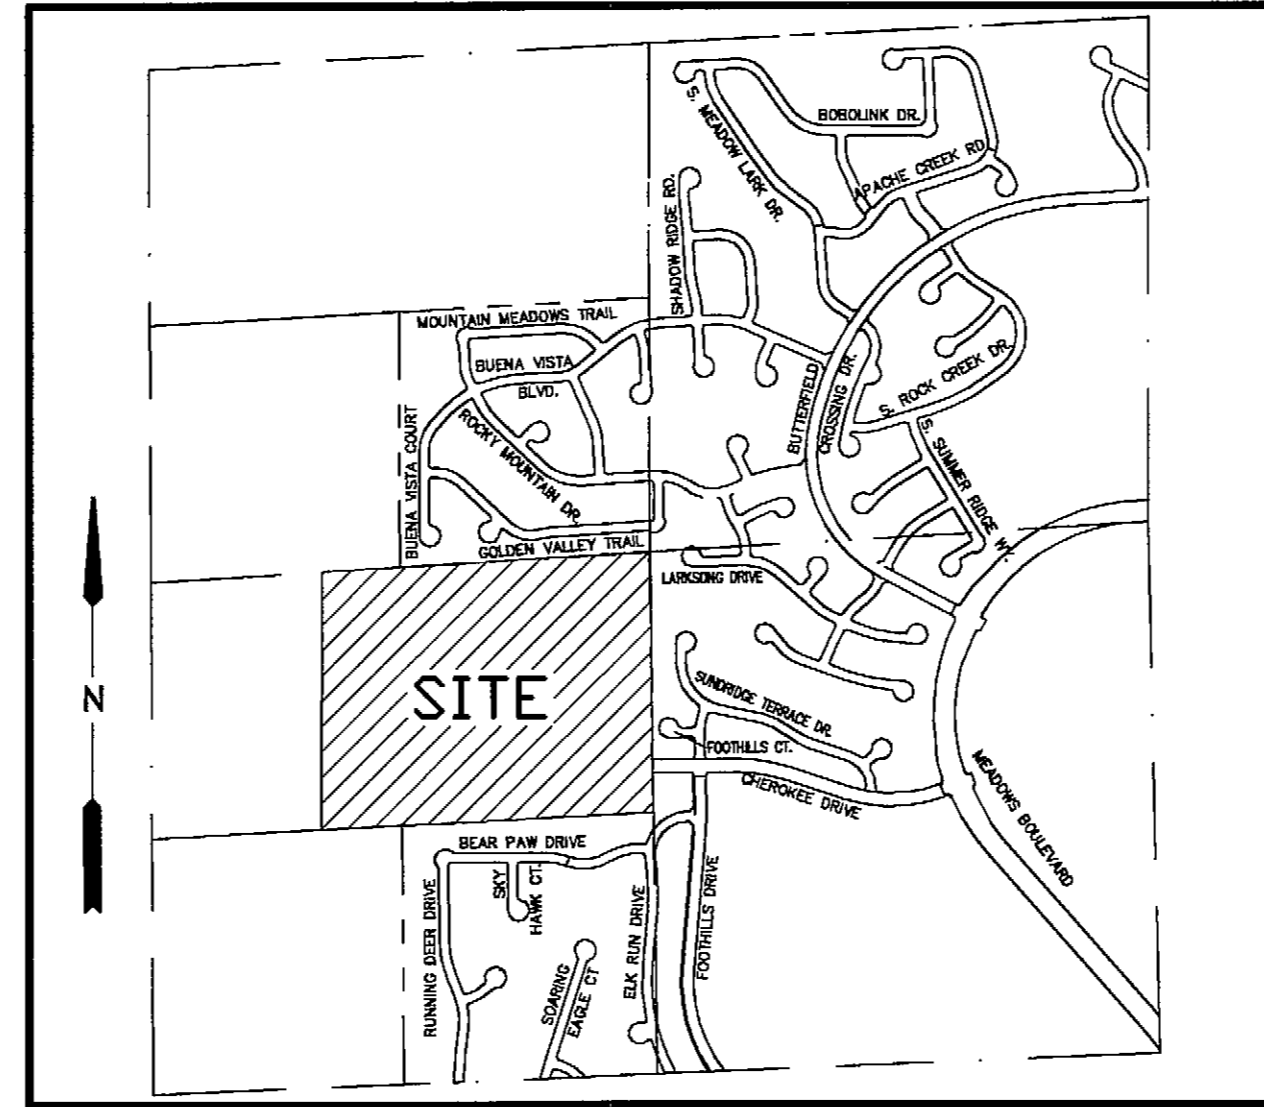 BOBOLINK DR.
S. MEADOW LARK DR.
APACHE CREEK RD
SHADOW RIDGE RD.
MOUNTAIN MEADOWS TRAIL
BUENA VISTA
BLVD.
BUTTERFIELD
CROSSING DR.
S. ROCK CREEK DR.
BUENA VISTA COURT
ROCKY MOUNTAIN DR.
S. SUMMER RIDGE WY.
GOLDEN VALLEY TRAIL
LARKSONG DRIVE
N
SITE
SUNDRIDGE TERRACE DR.
FOOTHILLS CT.
CHEROKEE DRIVE
MEADOWS BOULEVARD
BEAR PAW DRIVE
SKY
HAWK CT.
RUNNING DEER DRIVE
SOARING
EAGLE CT
ELK RUN DRIVE
FOOTHILLS DRIVE